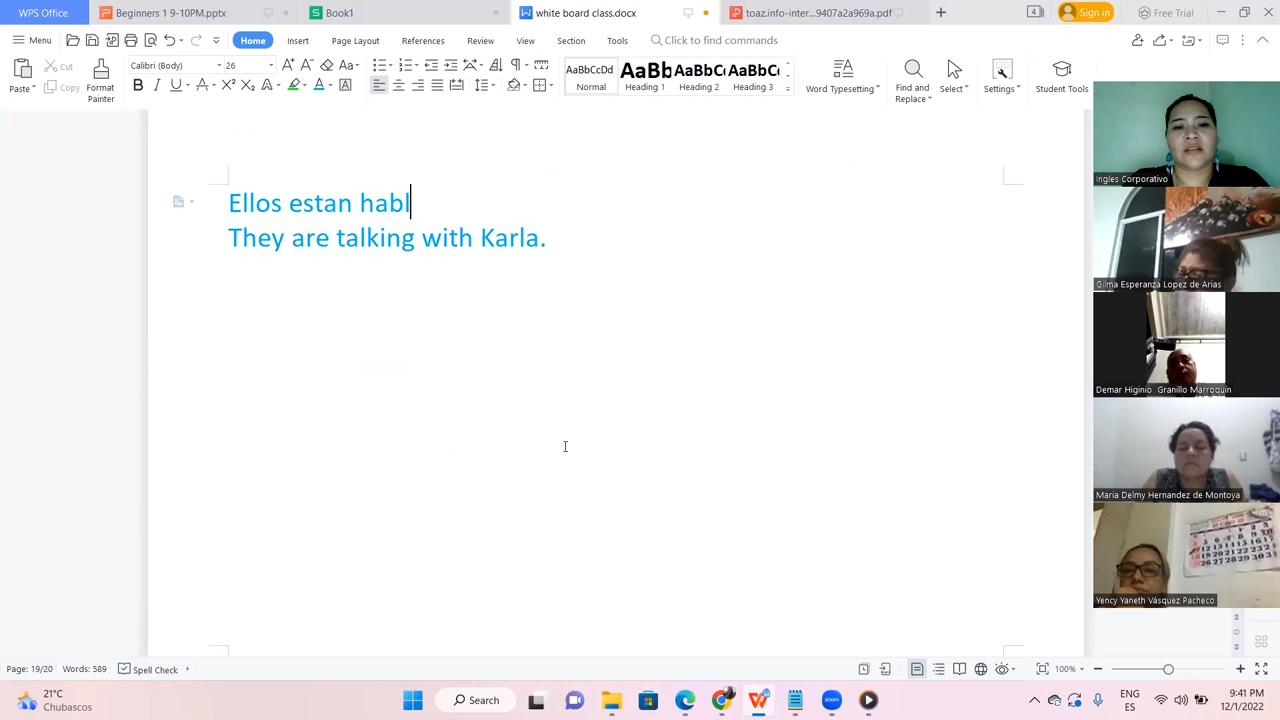 WPS Office
Beginners 1 9-10PM.pptx
Book1
white board class.docx
toaz.info-inter...9407a2a969a.pdf
4
Sign in
Free Trial
Menu
Home
Insert
Page Layout
References
Review
View
Section
Tools
Click to find commands
Paste
Cut
Copy
Format
Painter
Calibri (Body)
26
AaBbCcDd
Normal
AaBb
Heading 1
AaBbC
Heading 2
AaBbC
Heading 3
Word Typesetting
Find and
Replace
Select
Settings
Student Tools
Ellos estan habl
They are talking with Karla.
Ingles Corporativo
Gilma Esperanza Lopez de Arias
Demar Higinio Granillo Marroquín
Maria Delmy Hernandez de Montoya
Yency Yaneth Vásquez Pacheco
Page: 19/20
Words: 589
Spell Check
100%
21°C
Chubascos
Search
zoom
ENG
ES
9:41 PM
12/1/2022